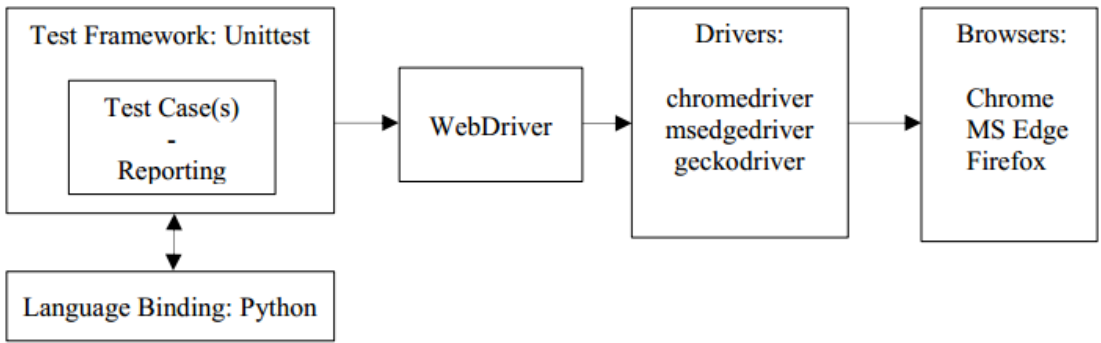 Test Framework: Unittest
Test Case(s)
-
Reporting
Language Binding: Python
WebDriver
Drivers:
chromedriver
msedgedriver
geckodriver
Browsers:
Chrome
MS Edge
Firefox